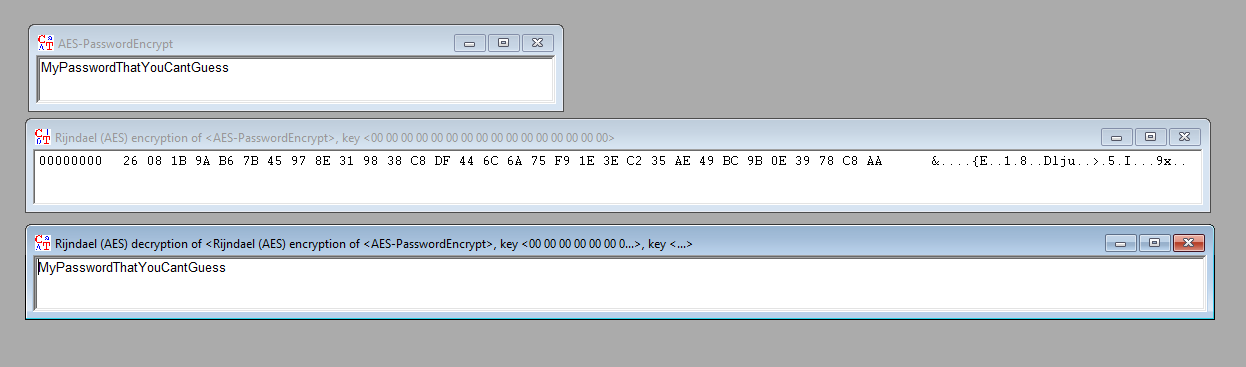 AES-PasswordEncrypt
MyPasswordThatYouCantGuess
Rijndael (AES) encryption of <AES-PasswordEncrypt>, key <00 00 00 00 00 00 00 00 00 00 00 00 00 00 00 00>
00000000 26 08 1B 9A B6 7B 45 97 8E 31 98 38 C8 DF 44 6C 6A 75 F9 1E 3E C2 35 AE 49 BC 9B 0E 39 78 C8 AA &....{E..1.8..Dlju..>.5.I...9x..
Rijndael (AES) decryption of <Rijndael (AES) encryption of <AES-PasswordEncrypt>, key <00 00 00 00 00 00 0...>, key <...>
MyPasswordThatYouCantGuess